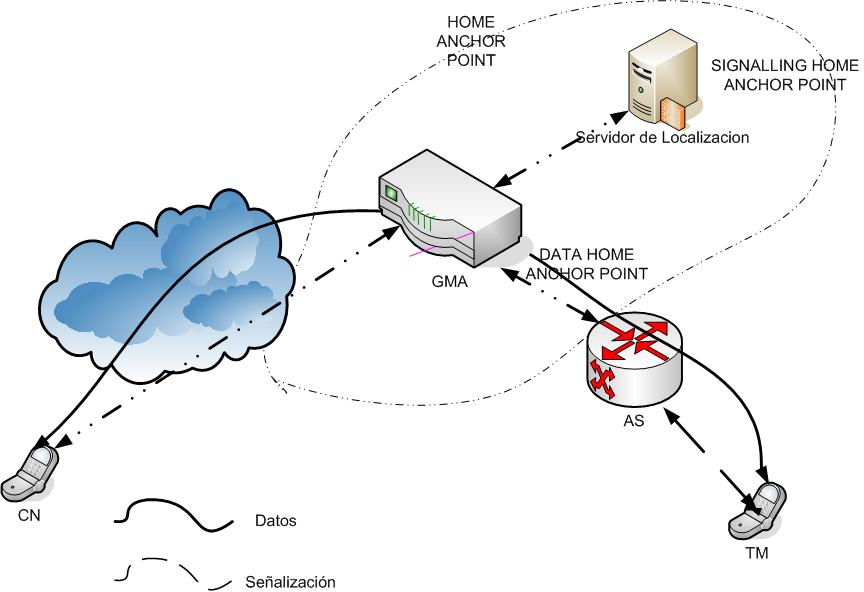 HOME
ANCHOR
POINT
SIGNALLING HOME
ANCHOR POINT
Servidor de Localizacion
DATA HOME
ANCHOR POINT
GMA
AS
CN
TM
Datos
Señalización